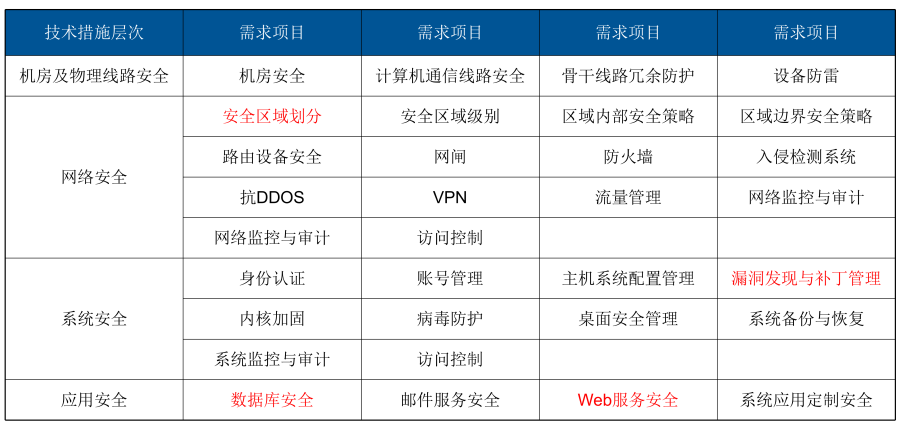 技术措施层次 需求项目 需求项目 需求项目 需求项目
机房及物理线路安全 机房安全 计算机通信线路安全 骨干线路冗余防护 设备防雷
安全区域划分 安全区域级别 区域内部安全策略 区域边界安全策略
网络安全 路由设备安全 网闸 防火墙 入侵检测系统
抗DDOS VPN 流量管理 网络监控与审计
网络监控与审计 访问控制
身份认证 账号管理 主机系统配置管理 漏洞发现与补丁管理
系统安全 内核加固 病毒防护 桌面安全管理 系统备份与恢复
系统监控与审计 访问控制
应用安全 数据库安全 邮件服务安全 Web服务安全 系统应用定制安全